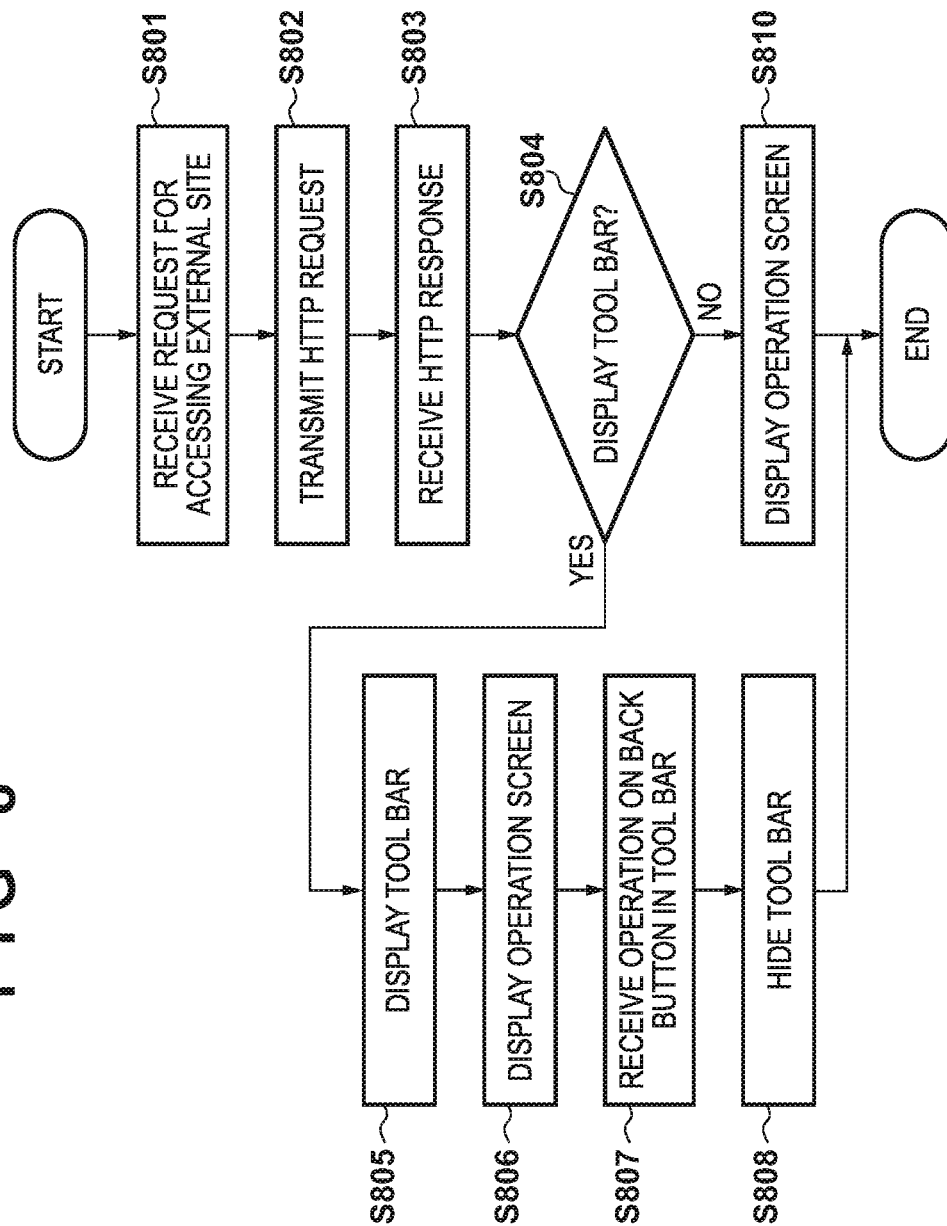 START
RECEIVE REQUEST FOR
ACCESSING EXTERNAL SITE
S801
TRANSMIT HTTP REQUEST
S802
RECEIVE HTTP RESPONSE
S803
DISPLAY TOOL BAR?
S804
YES
NO
S805
DISPLAY TOOL BAR
S806
DISPLAY OPERATION SCREEN
S807
RECEIVE OPERATION ON BACK
BUTTON IN TOOL BAR
S808
HIDE TOOL BAR
DISPLAY OPERATION SCREEN
S810
END